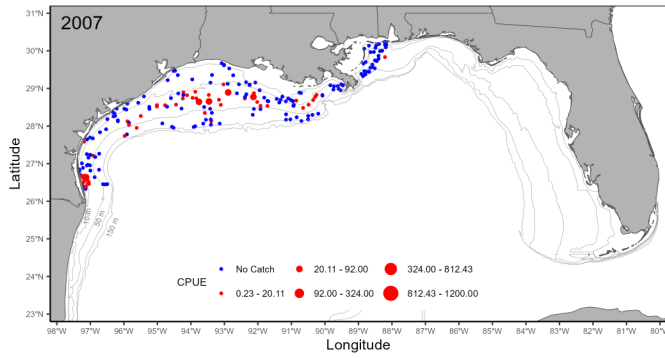 2007
31°N
30°N
29°N
28°N
27°N
26°N
25°N
24°N
23°N
Latitude
10 m
50 m
150 m
CPUE
No Catch
20.11 - 92.00
324.00 - 812.43
0.23 - 20.11
92.00 - 324.00
812.43 - 1200.00
98°W 97°W 96°W 95°W 94°W 93°W 92°W 91°W 90°W 89°W 88°W 87°W 86°W 85°W 84°W 83°W 82°W 81°W 80°W
Longitude